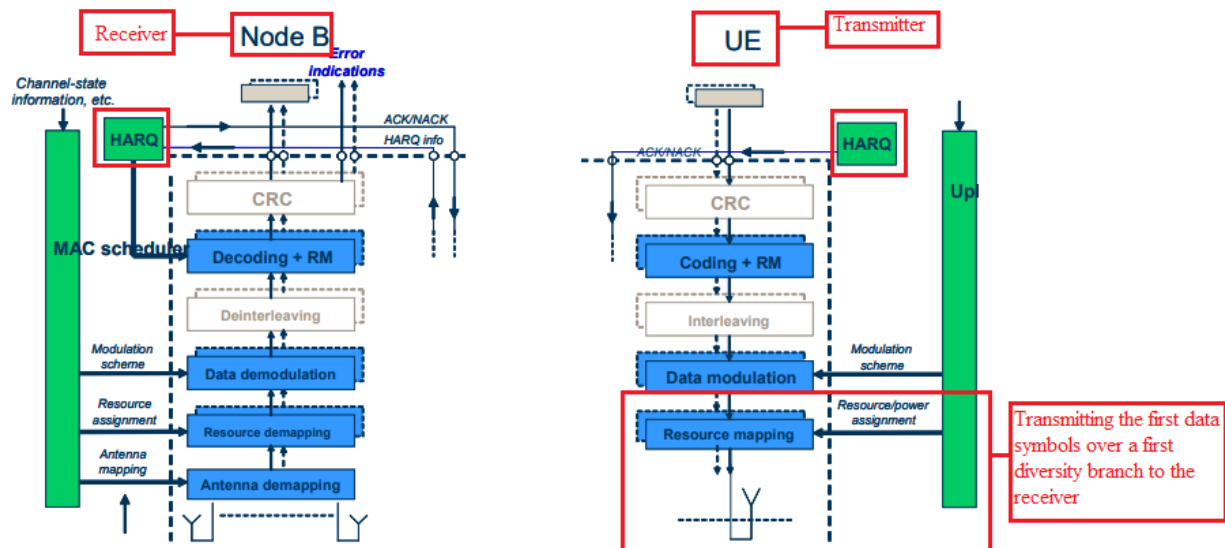 Receiver
Node B
Error
indications
Channel-state
information, etc.
HARQ
ACK/NACK
HARQ info
CRC
MAC scheduler
Decoding + RM
Deinterleaving
Modulation
scheme
Data demodulation
Resource
assignment
Resource demapping
Antenna
mapping
Antenna demapping
UE
Transmitter
ACK/NACK
HARQ
CRC
Upl
Coding + RM
Interleaving
Modulation
scheme
Data modulation
Resource/power
assignment
Resource mapping
Transmitting the first data
symbols over a first
diversity branch to the
receiver